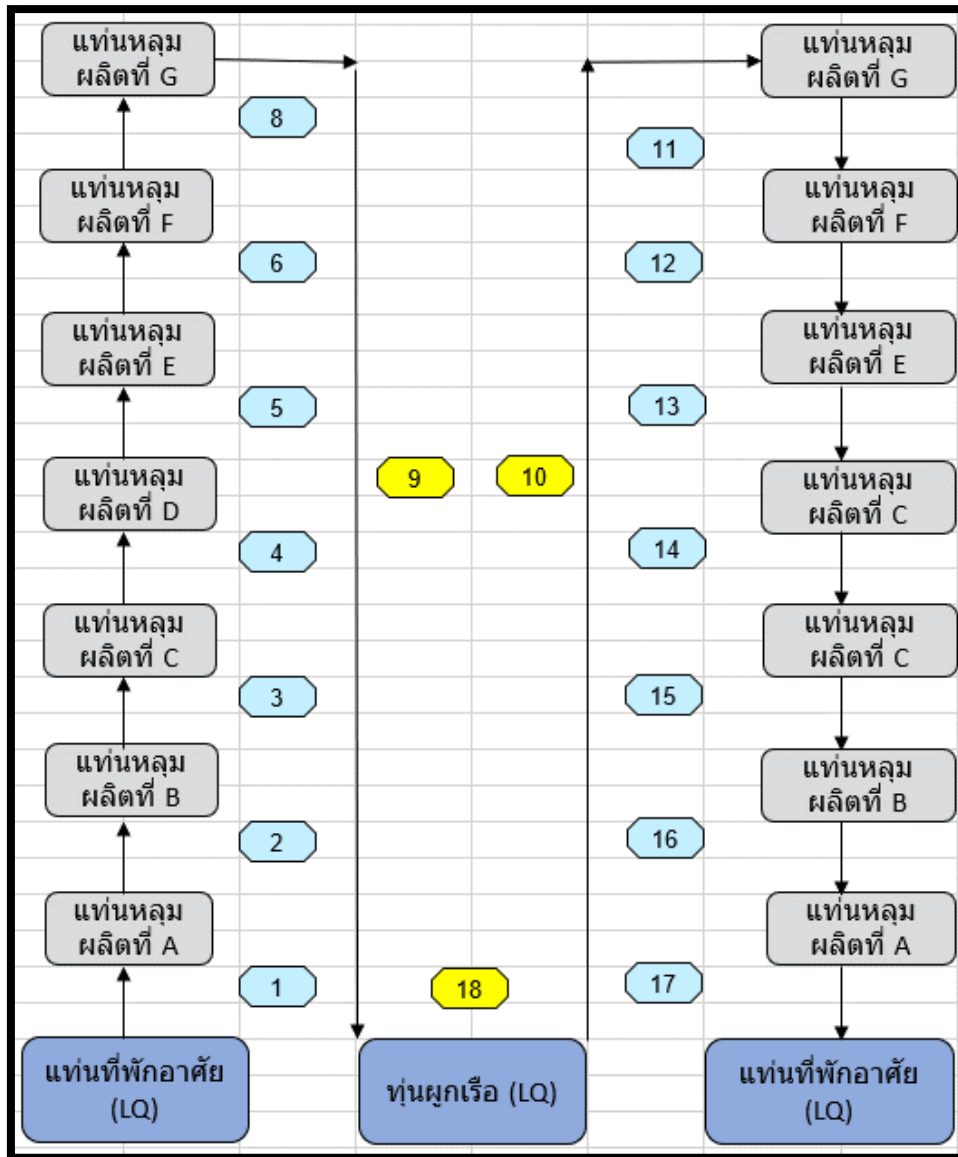 แท่นหลุม
ผลิตที่ G
8
แท่นหลุม
ผลิตที่ F
6
แท่นหลุม
ผลิตที่ E
5
แท่นหลุม
ผลิตที่ D
4
แท่นหลุม
ผลิตที่ C
3
แท่นหลุม
ผลิตที่ B
2
แท่นหลุม
ผลิตที่ A
1
แท่นที่พักอาศัย
(LQ)
9
10
18
ทุ่นผูกเรือ (LQ)
แท่นหลุม
ผลิตที่ G
11
แท่นหลุม
ผลิตที่ F
12
แท่นหลุม
ผลิตที่ E
13
แท่นหลุม
ผลิตที่ C
14
แท่นหลุม
ผลิตที่ C
15
แท่นหลุม
ผลิตที่ B
16
แท่นหลุม
ผลิตที่ A
17
แท่นที่พักอาศัย
(LQ)